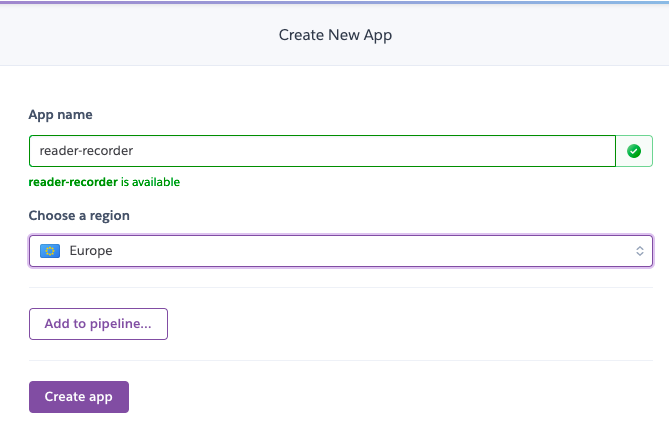 Create New App
App name
reader-recorder
reader-recorder is available
Choose a region
Europe
Add to pipeline...
Create app